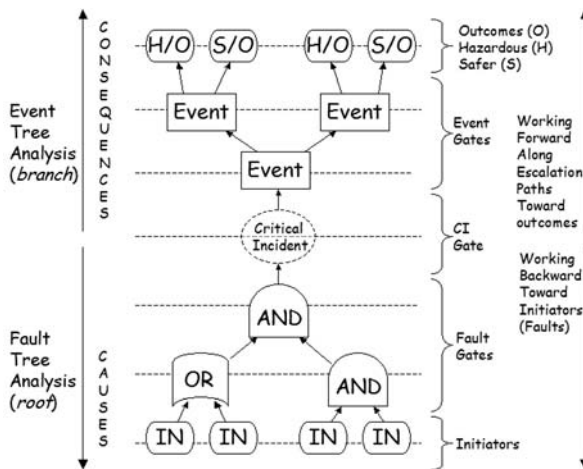 Outcomes (O)
Hazardous (H)
Safer (S)
H/O S/O H/O S/O
CONSEQUENCES
Event Event
Event
Tree
Analysis
(branch)
Event
Gates
Working
Forward
Along
Escalation
Paths
Toward
outcomes
Event
Critical
Incident
CI
Gate
Working
Backward
Toward
Initiators
(Faults)
AND
Fault
Tree
Analysis
(root)
CAUSES
Fault
Gates
OR AND
IN IN IN IN
Initiators